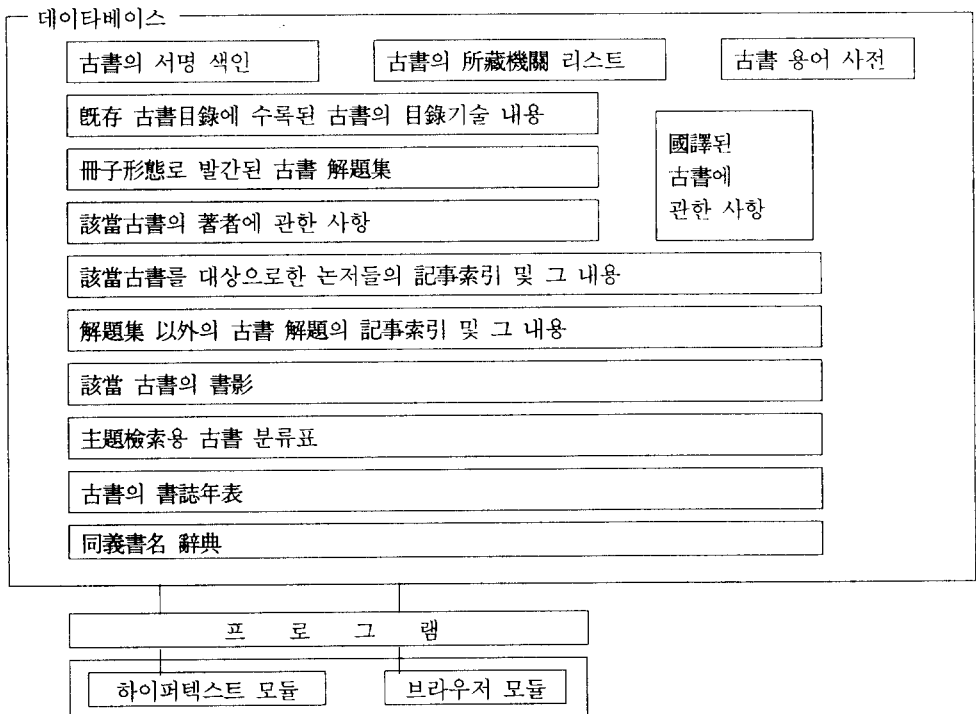 데이타베이스
古書의 서명 색인
古書의 所藏機關 리스트
古書 용어 사전
旣存 古書目錄에 수록된 古書의 目錄기술 내용
冊子形態로 발간된 古書 解題集
該當古書의 著者에 관한 사항
國譯된
古書에
관한 사항
該當古書를 대상으로한 논저들의 記事索引 및 그 내용
解題集 以外의 古書 解題의 記事索引 및 그 내용
該當 古書의 書影
主題檢索용 古書 분류표
古書의 書誌年表
同義書名 辭典
프 로 그 램
하이퍼텍스트 모듈
브라우저 모듈